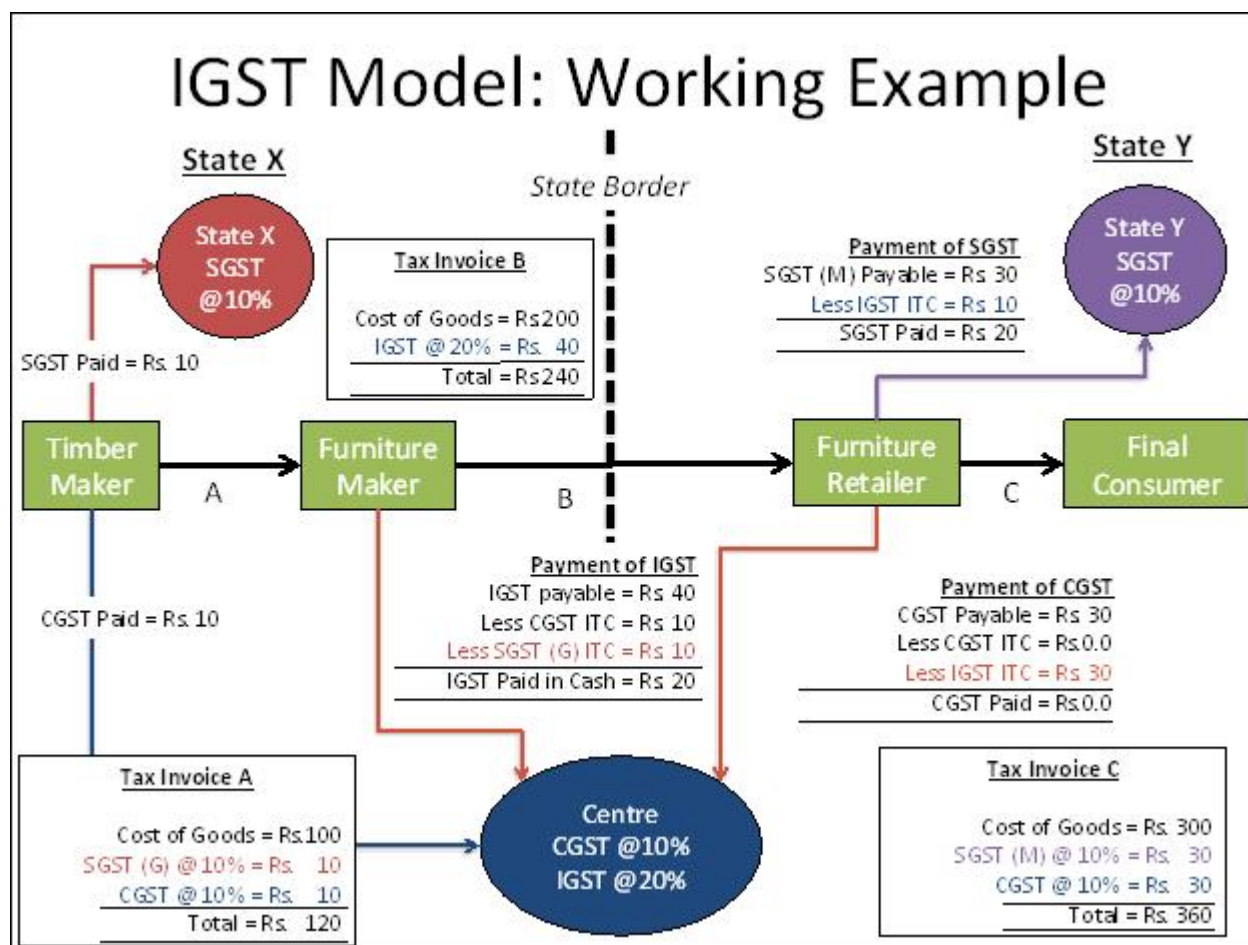 IGST Model: Working Example
State X
State Border
State Y
State X
SGST
@10%
State Y
SGST
@10%
Tax Invoice B
Cost of Goods = Rs.200
IGST @ 20% = Rs. 40
Total = Rs240
Payment of SGST
SGST (M) Payable = Rs. 30
Less IGST ITC = Rs. 10
SGST Paid = Rs. 20
SGST Paid = Rs. 10
Timber
Maker
A
Furniture
Maker
B
Furniture
Retailer
C
Final
Consumer
CGST Paid = Rs. 10
Payment of IGST
IGST payable = Rs. 40
Less CGST ITC = Rs. 10
Less SGST (G) ITC = Rs. 10
IGST Paid in Cash = Rs. 20
Payment of CGST
CGST Payable = Rs. 30
Less CGST ITC = Rs.0.0
Less IGST ITC = Rs. 30
CGST Paid = Rs.0.0
Tax Invoice A
Cost of Goods = Rs.100
SGST (G) @ 10% = Rs. 10
CGST @ 10% = Rs. 10
Total = Rs. 120
Centre
CGST @10%
IGST @20%
Tax Invoice C
Cost of Goods = Rs. 300
SGST (M) @ 10% = Rs. 30
CGST @ 10% = Rs. 30
Total = Rs. 360